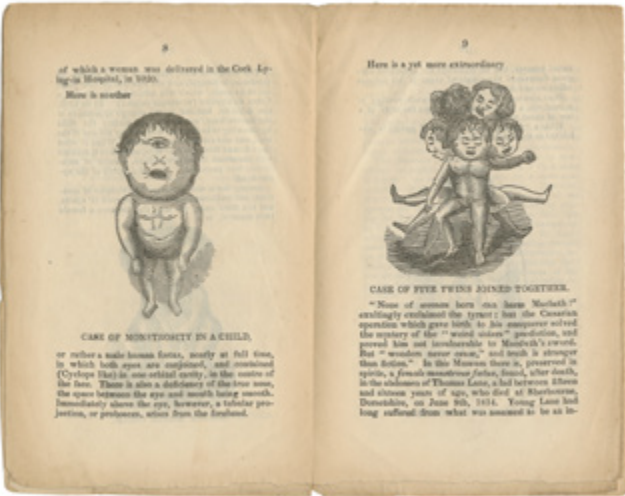 8
of which a woman was delivered in the Cork Ly-
ing-in Hospital, in
Here is another
CASE OF MONSTROSITY IN A CHILD,
or rather a male human foetus, nearly at full time,
in which both eyes are conjoined, and contained
(Cyclops like) in one orbital cavity, in the centre of
the face. There is also a deficiency of the true nose,
the space between the eye and mouth being smooth.
Immediately above the eye, however, a tubular pro-
jection, or proboscis, arises from the forehead.
9
Here is a yet more extraordinary
CASE OF FIVE TWINS JOINED TOGETHER.
"None of women born can harm Macbeth!"
exultingly exclaimed the tyrant; but the Cæsarian
operation which gave birth to his conqueror solved
the mystery of the "weird sisters'" prediction, and
proved him not invulnerable to Macduff's sword.
But "wonders never cease," and truth is stranger
than fiction." In this Museum there is, preserved in
spirits, a female monstrous foetus, found, after death,
in the abdomen of Thomas Lane, a lad between fifteen
and sixteen years of age, who died at Sherbourne,
Dorsetshire, on June 9th, 1814. Young Lane had
long suffered from what was assumed to be an in-